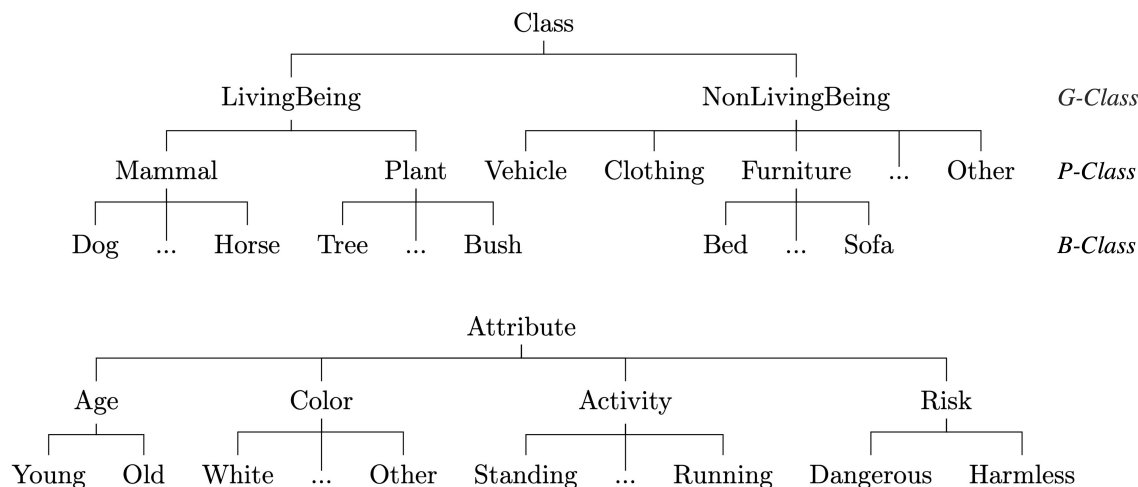 Class
LivingBeing NonLivingBeing G-Class
Mammal Plant Vehicle Clothing Furniture ... Other P-Class
Dog ... Horse Tree ... Bush Bed ... Sofa B-Class
Attribute
Age Color Activity Risk
Young Old White ... Other Standing ... Running Dangerous Harmless